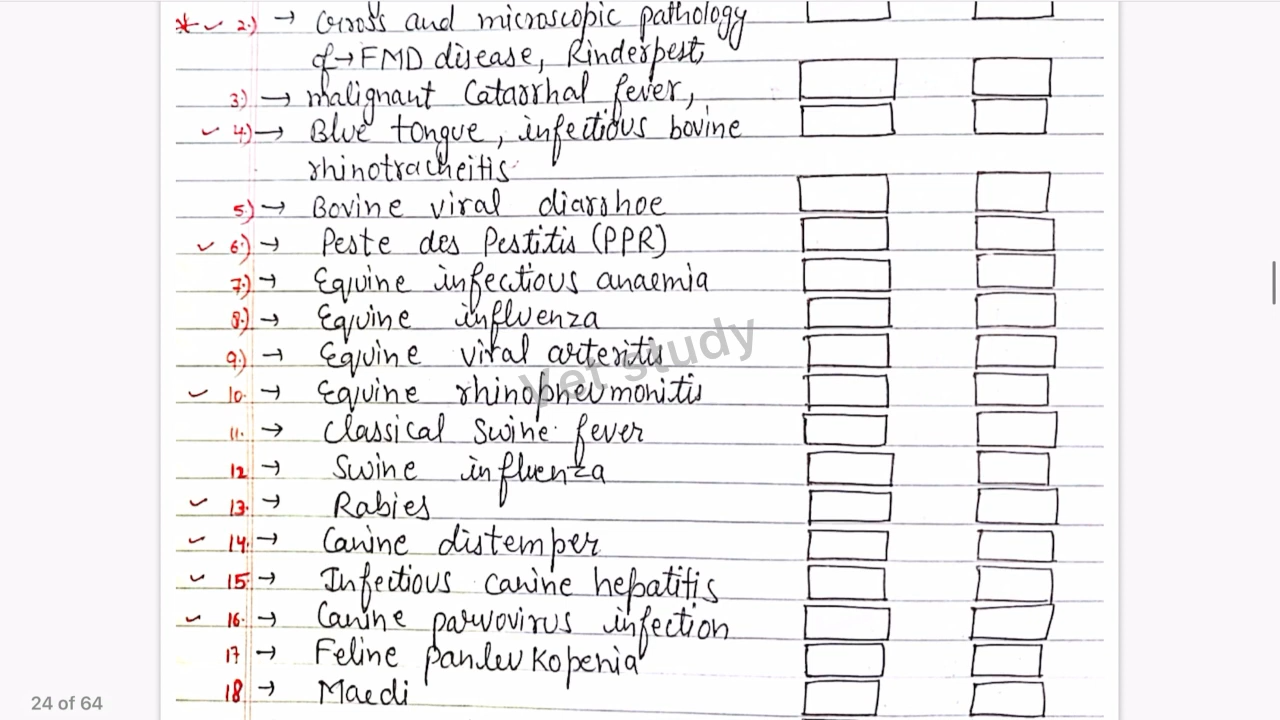 2.) → Gross and microscopic pathology
of → FMD disease, Rinderpest,
3.) → malignant Catarrhal fever,
4.) → Blue tongue, infectious bovine
rhinotracheitis
5.) → Bovine viral diarrhoe
6.) → Peste des Pestitis (PPR)
7.) → Equine infectious anaemia
8.) → Equine influenza
9.) → Equine viral arteritis
10. → Equine rhinopneumonitis
11. → Classical Swine fever
12 → Swine influenza
13. → Rabies
14. → Canine distemper
15. → Infectious canine hepatitis
16. → Canine parvovirus infection
17 → Feline panleukopenia
18 → Maedi
Vet study
24 of 64